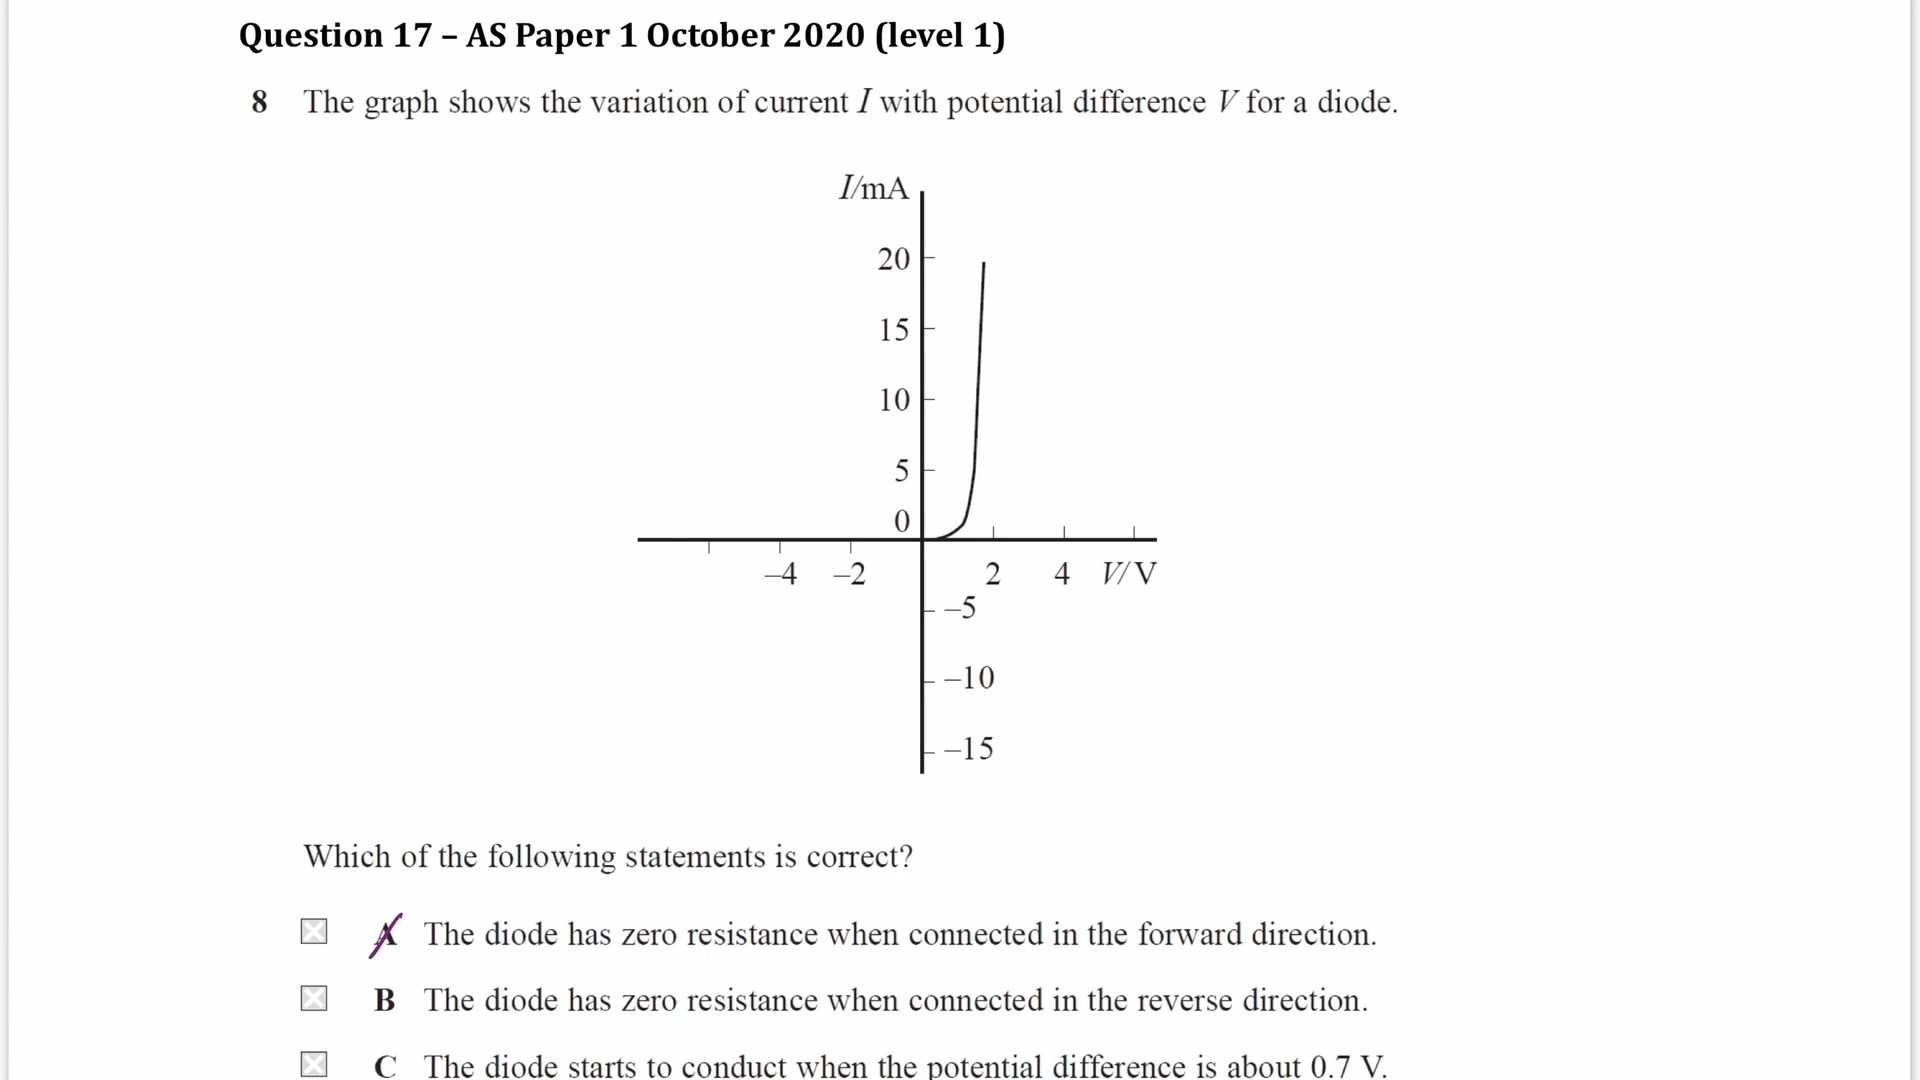 Question 17 – AS Paper 1 October 2020 (level 1)
8 The graph shows the variation of current I with potential difference V for a diode.
I/mA
20
15
10
5
0
–4 –2 2 4 V/V
–5
–10
–15
Which of the following statements is correct?
A The diode has zero resistance when connected in the forward direction.
B The diode has zero resistance when connected in the reverse direction.
C The diode starts to conduct when the potential difference is about 0.7 V.